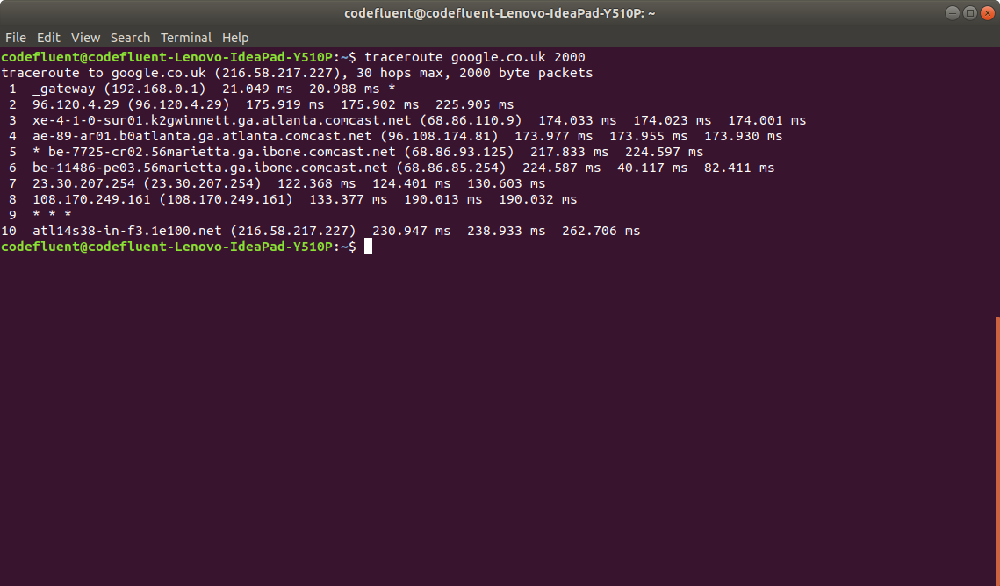 codefluent@codefluent-Lenovo-IdeaPad-Y510P: ~
File Edit View Search Terminal Help
codefluent@codefluent-Lenovo-IdeaPad-Y510P:~$ traceroute google.co.uk 2000
traceroute to google.co.uk (216.58.217.227), 30 hops max, 2000 byte packets
 1  _gateway (192.168.0.1)  21.049 ms  20.988 ms *
 2  96.120.4.29 (96.120.4.29)  175.919 ms  175.902 ms  225.905 ms
 3  xe-4-1-0-sur01.k2gwinnett.ga.atlanta.comcast.net (68.86.110.9)  174.033 ms  174.023 ms  174.001 ms
 4  ae-89-ar01.b0atlanta.ga.atlanta.comcast.net (96.108.174.81)  173.977 ms  173.955 ms  173.930 ms
 5  * be-7725-cr02.56marietta.ga.ibone.comcast.net (68.86.93.125)  217.833 ms  224.597 ms
 6  be-11486-pe03.56marietta.ga.ibone.comcast.net (68.86.85.254)  224.587 ms  40.117 ms  82.411 ms
 7  23.30.207.254 (23.30.207.254)  122.368 ms  124.401 ms  130.603 ms
 8  108.170.249.161 (108.170.249.161)  133.377 ms  190.013 ms  190.032 ms
 9  * * *
10  atl14s38-in-f3.1e100.net (216.58.217.227)  230.947 ms  238.933 ms  262.706 ms
codefluent@codefluent-Lenovo-IdeaPad-Y510P:~$